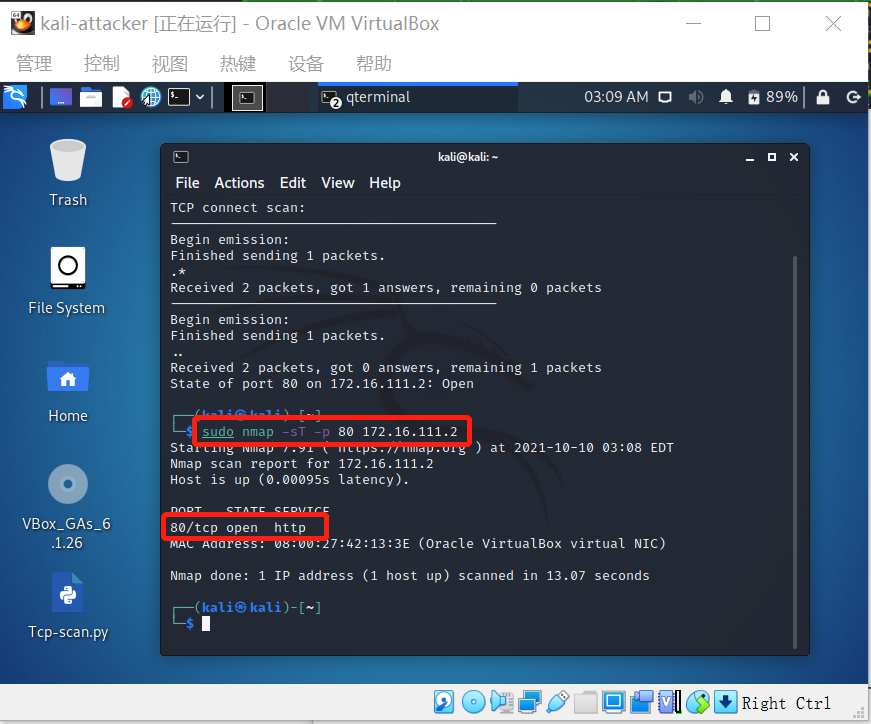 kali-attacker [正在运行] - Oracle VM VirtualBox
管理 控制 视图 热键 设备 帮助
qterminal 03:09 AM 89%
2
kali@kali: ~
File Actions Edit View Help
Trash
File System
Home
VBox_GAs_6
.1.26
Tcp-scan.py
TCP connect scan:
Begin emission:
Finished sending 1 packets.
.*
Received 2 packets, got 1 answers, remaining 0 packets
Begin emission:
Finished sending 1 packets.
..
Received 2 packets, got 0 answers, remaining 1 packets
State of port 80 on 172.16.111.2: Open
┌──(kali㉿kali)-[~]
└─$ sudo nmap -sT -p 80 172.16.111.2
Starting Nmap 7.91 ( https://nmap.org ) at 2021-10-10 03:08 EDT
Nmap scan report for 172.16.111.2
Host is up (0.00095s latency).
PORT STATE SERVICE
80/tcp open http
MAC Address: 08:00:27:42:13:3E (Oracle VirtualBox virtual NIC)
Nmap done: 1 IP address (1 host up) scanned in 13.07 seconds
┌──(kali㉿kali)-[~]
└─$
Right Ctrl